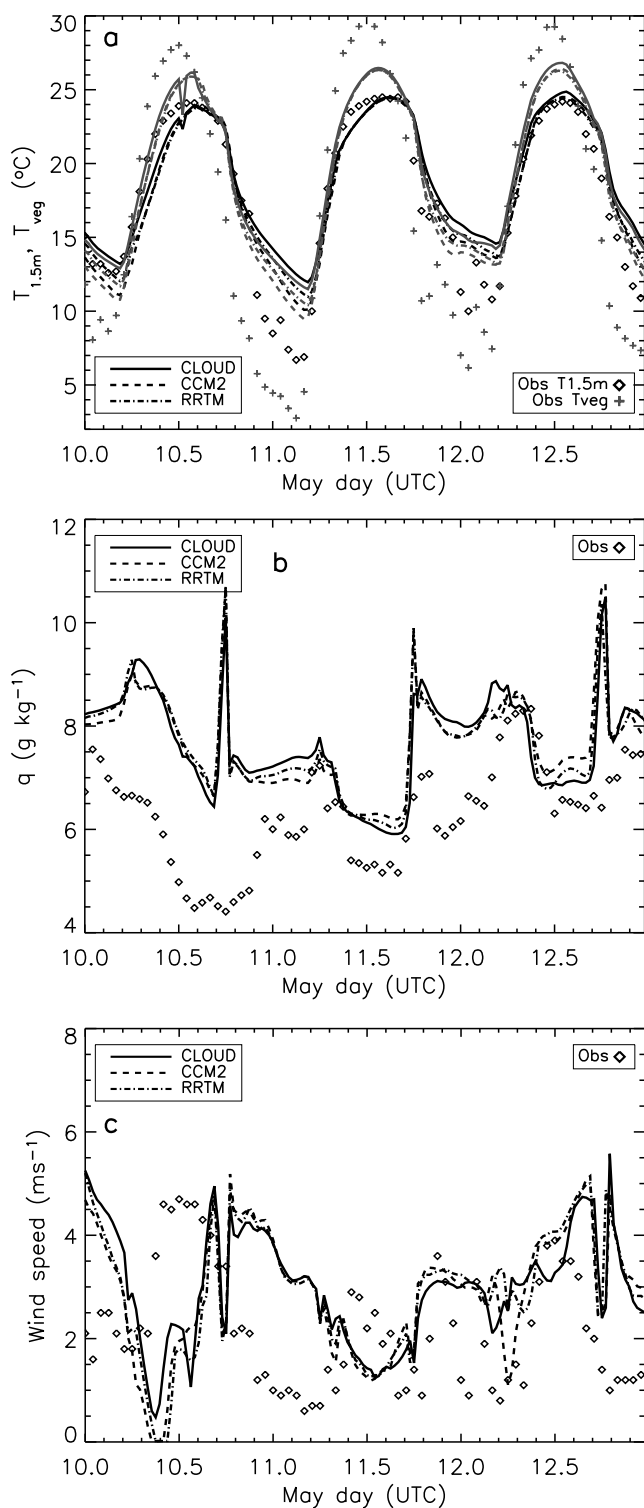 a
30
25
20
15
10
5
T1.5m, Tveg (°C)
CLOUD
CCM2
RRTM
Obs T1.5m
Obs Tveg
10.0 10.5 11.0 11.5 12.0 12.5
May day (UTC)
b
12
10
8
6
4
q (g kg−1)
CLOUD
CCM2
RRTM
Obs
10.0 10.5 11.0 11.5 12.0 12.5
May day (UTC)
c
8
6
4
2
0
Wind speed (ms−1)
CLOUD
CCM2
RRTM
Obs
10.0 10.5 11.0 11.5 12.0 12.5
May day (UTC)